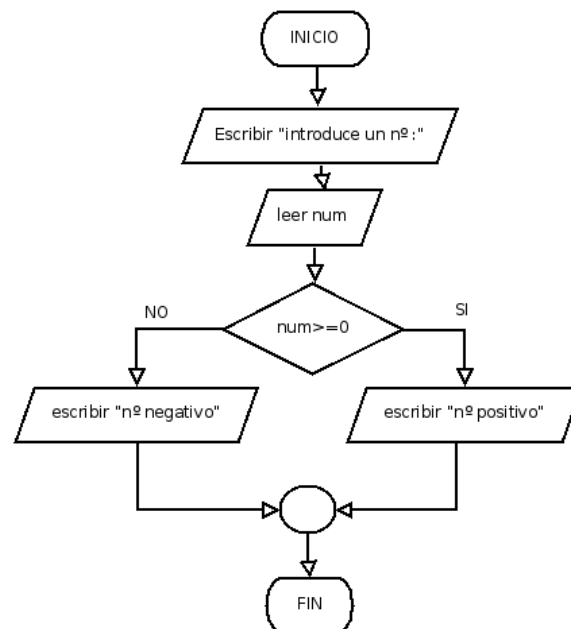 INICIO
Escribir "introduce un nº:"
leer num
num>=0
NO
SI
escribir "nº negativo"
escribir "nº positivo"
FIN